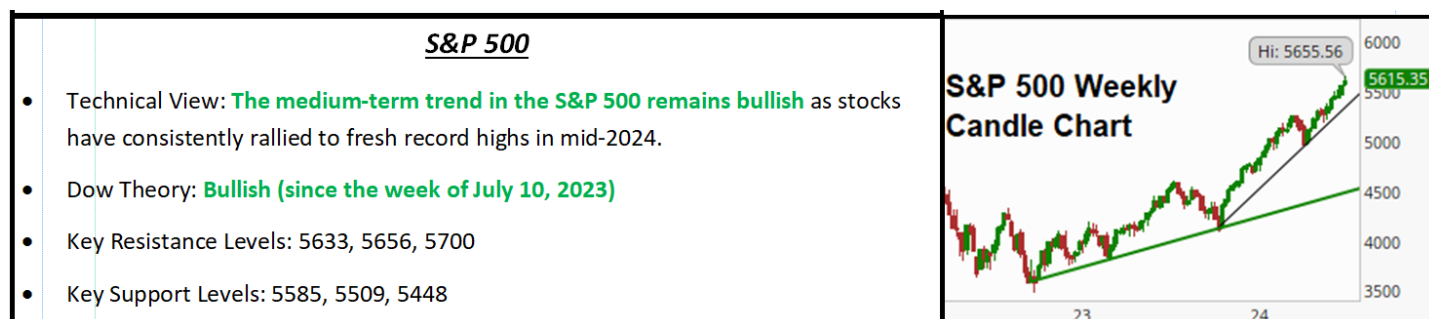 S&P 500
• Technical View: The medium-term trend in the S&P 500 remains bullish as stocks
have consistently rallied to fresh record highs in mid-2024.
• Dow Theory: Bullish (since the week of July 10, 2023)
• Key Resistance Levels: 5633, 5656, 5700
• Key Support Levels: 5585, 5509, 5448
S&P 500 Weekly
Candle Chart
Hi: 5655.56
6000
5615.35
5500
5000
4500
4000
3500
23
24